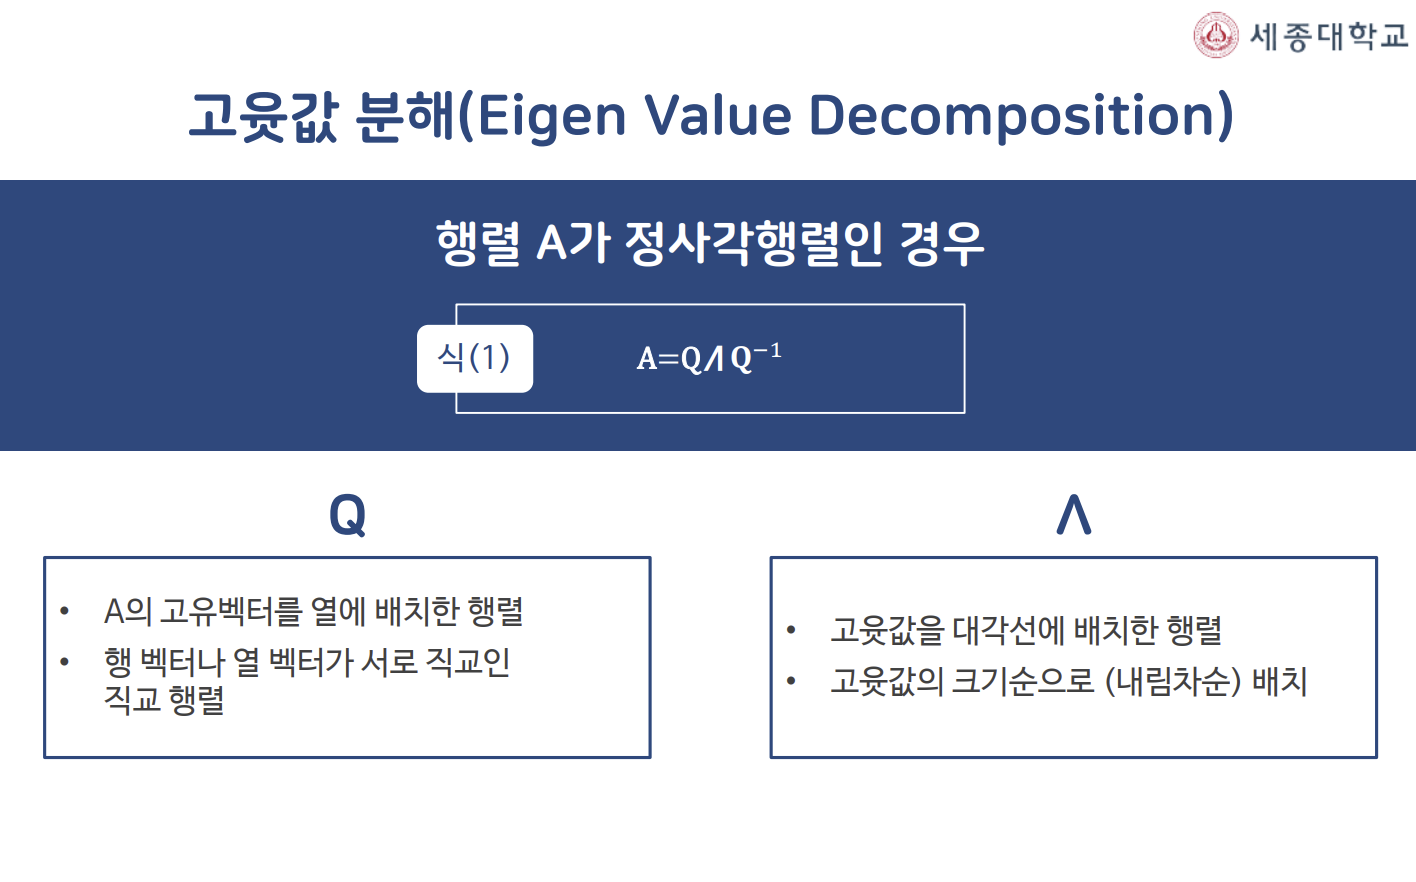 세종대학교
고윳값 분해(Eigen Value Decomposition)
행렬 A가 정사각행렬인 경우
식(1)
A=QΛQ⁻¹
Q
• A의 고유벡터를 열에 배치한 행렬
• 행 벡터나 열 벡터가 서로 직교인
직교 행렬
Λ
• 고윳값을 대각선에 배치한 행렬
• 고윳값의 크기순으로 (내림차순) 배치